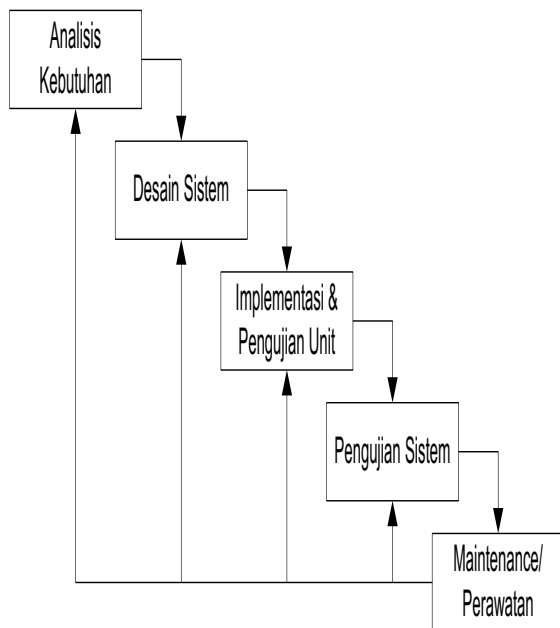 Analisis
Kebutuhan
Desain Sistem
Implementasi &
Pengujian Unit
Pengujian Sistem
Maintenance/
Perawatan